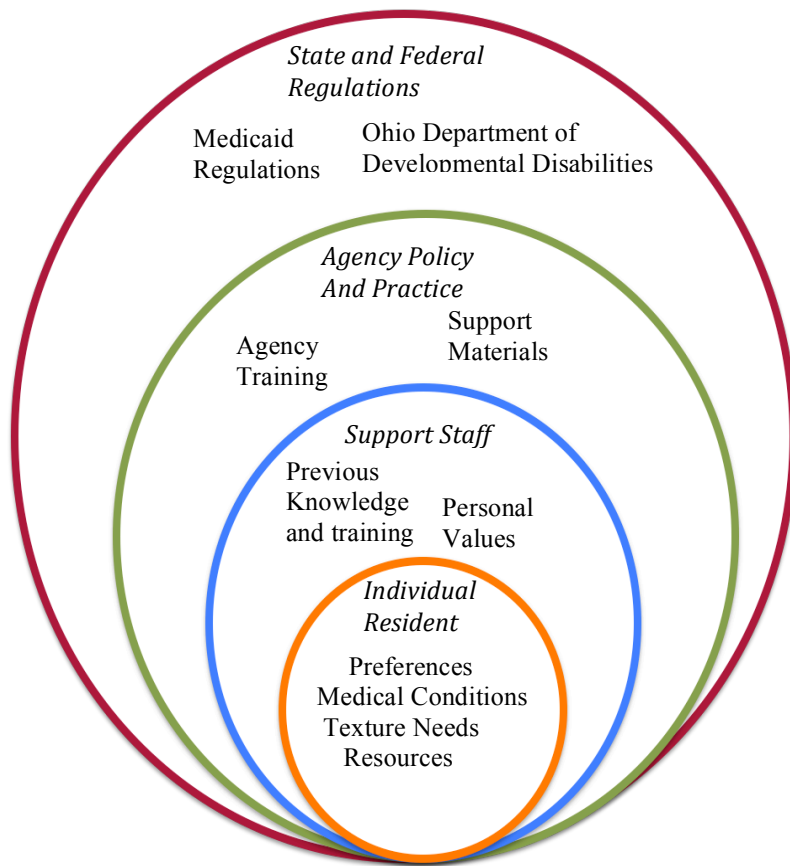 State and Federal
Regulations
Medicaid
Regulations
Ohio Department of
Developmental Disabilities
Agency Policy
And Practice
Agency
Training
Support
Materials
Support Staff
Previous
Knowledge
and training
Personal
Values
Individual
Resident
Preferences
Medical Conditions
Texture Needs
Resources